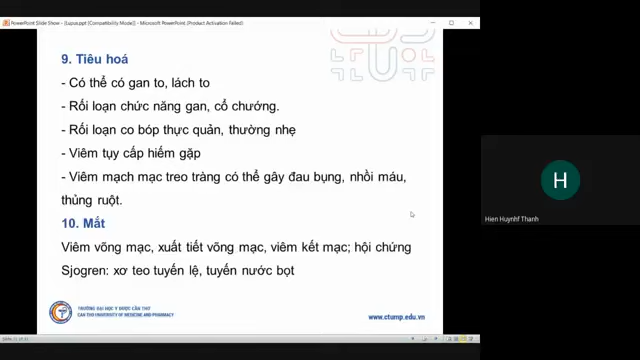 PowerPoint Slide Show - [Lupus.ppt [Compatibility Mode]] - Microsoft PowerPoint (Product Activation Failed)
9. Tiêu hoá
- Có thể có gan to, lách to
- Rối loạn chức năng gan, cổ chướng.
- Rối loạn co bóp thực quản, thường nhẹ
- Viêm tụy cấp hiếm gặp
- Viêm mạch mạc treo tràng có thể gây đau bụng, nhồi máu,
thủng ruột.
10. Mắt
Viêm võng mạc, xuất tiết võng mạc, viêm kết mạc; hội chứng
Sjogren: xơ teo tuyến lệ, tuyến nước bọt
TRƯỜNG ĐẠI HỌC Y DƯỢC CẦN THƠ
CAN THO UNIVERSITY OF MEDICINE AND PHARMACY
www.ctump.edu.vn
H
Hien Huynhf Thanh